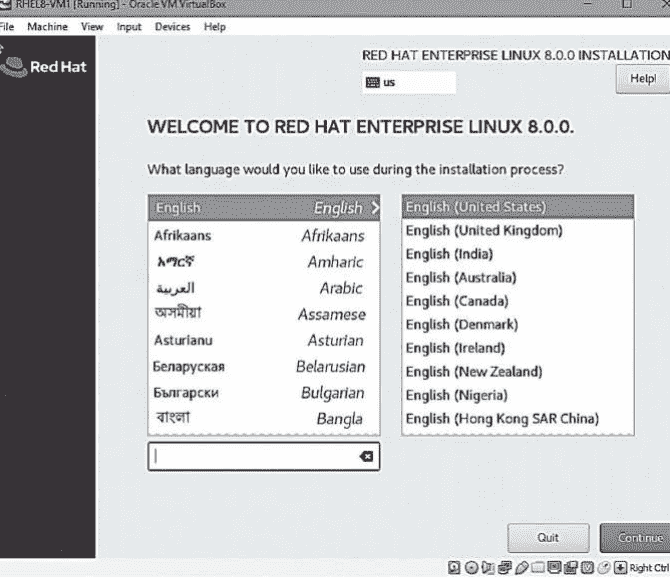 RHEL8-VM1 [Running] - Oracle VM VirtualBox
File Machine View Input Devices Help
Red Hat
RED HAT ENTERPRISE LINUX 8.0.0 INSTALLATION
us
Help!
WELCOME TO RED HAT ENTERPRISE LINUX 8.0.0.
What language would you like to use during the installation process?
English English
Afrikaans Afrikaans
አማርኛ Amharic
العربية Arabic
অসমীয়া Assamese
Asturianu Asturian
Беларуская Belarusian
Български Bulgarian
বাংলা Bangla
English (United States)
English (United Kingdom)
English (India)
English (Australia)
English (Canada)
English (Denmark)
English (Ireland)
English (New Zealand)
English (Nigeria)
English (Hong Kong SAR China)
Quit
Continue
Right Ctrl